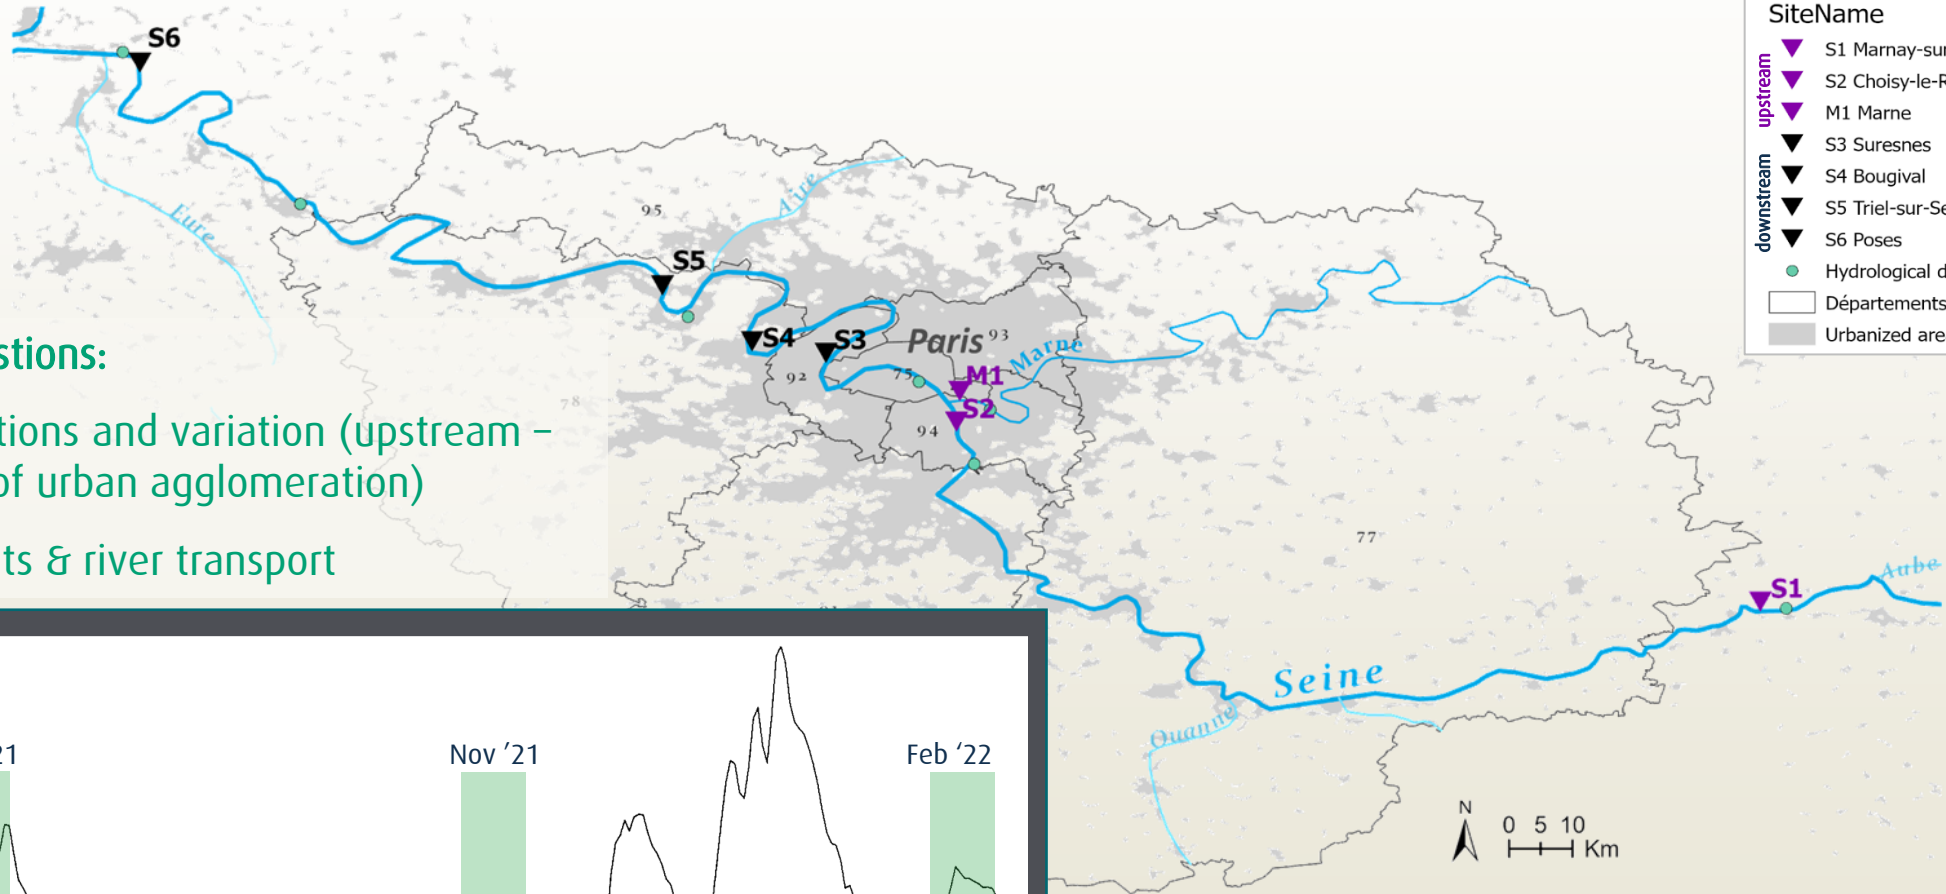 S6
SiteName
upstream
downstream
S1 Marnay-sur
S2 Choisy-le-R
M1 Marne
S3 Suresnes
S4 Bougival
S5 Triel-sur-Se
S6 Poses
Hydrological d
Départements
Urbanized are
Eure
95
S5
S4
S3
Paris
93
Marne
92
75
M1
S2
78
94
77
stions:
tions and variation (upstream –
of urban agglomeration)
ts & river transport
S1
Aube
Seine
Ouanne
21
Nov ’21
Feb ‘22
N
0 5 10
Km